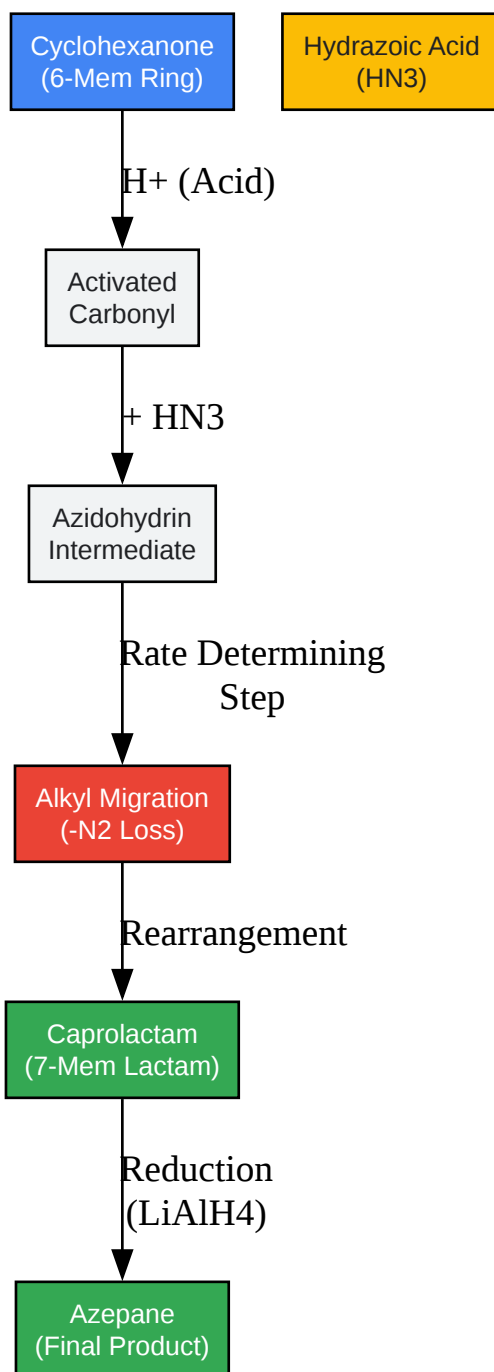 Cyclohexanone
(6-Mem Ring)
Hydrazoic Acid
(HN3)
H+ (Acid)
Activated
Carbonyl
+ HN3
Azidohydrin
Intermediate
Rate Determining
Step
Alkyl Migration
(-N2 Loss)
Rearrangement
Caprolactam
(7-Mem Lactam)
Reduction
(LiAlH4)
Azepane
(Final Product)